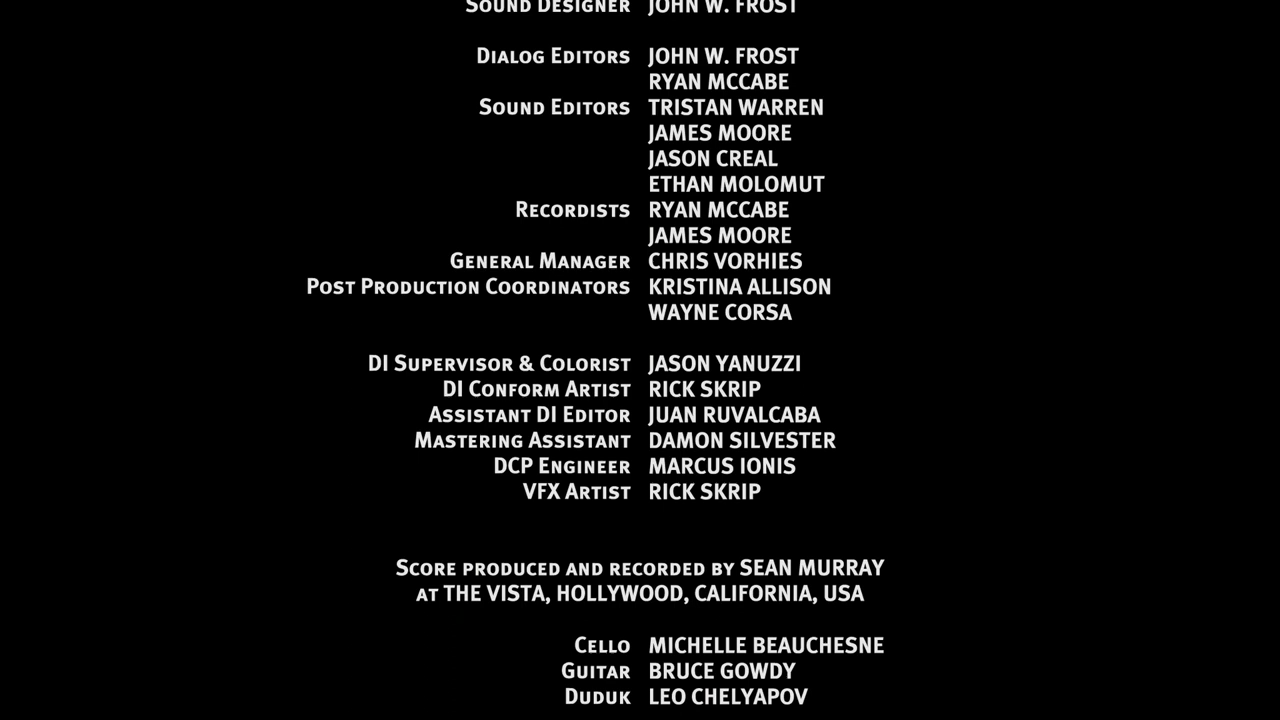 SOUND DESIGNER JOHN W. FROST
DIALOG EDITORS JOHN W. FROST
RYAN MCCABE
SOUND EDITORS TRISTAN WARREN
JAMES MOORE
JASON CREAL
ETHAN MOLOMUT
RECORDISTS RYAN MCCABE
JAMES MOORE
GENERAL MANAGER CHRIS VORHIES
POST PRODUCTION COORDINATORS KRISTINA ALLISON
WAYNE CORSA
DI SUPERVISOR & COLORIST JASON YANUZZI
DI CONFORM ARTIST RICK SKRIP
ASSISTANT DI EDITOR JUAN RUVALCABA
MASTERING ASSISTANT DAMON SILVESTER
DCP ENGINEER MARCUS IONIS
VFX ARTIST RICK SKRIP
SCORE PRODUCED AND RECORDED BY SEAN MURRAY
AT THE VISTA, HOLLYWOOD, CALIFORNIA, USA
CELLO MICHELLE BEAUCHESNE
GUITAR BRUCE GOWDY
DUDUK LEO CHELYAPOV